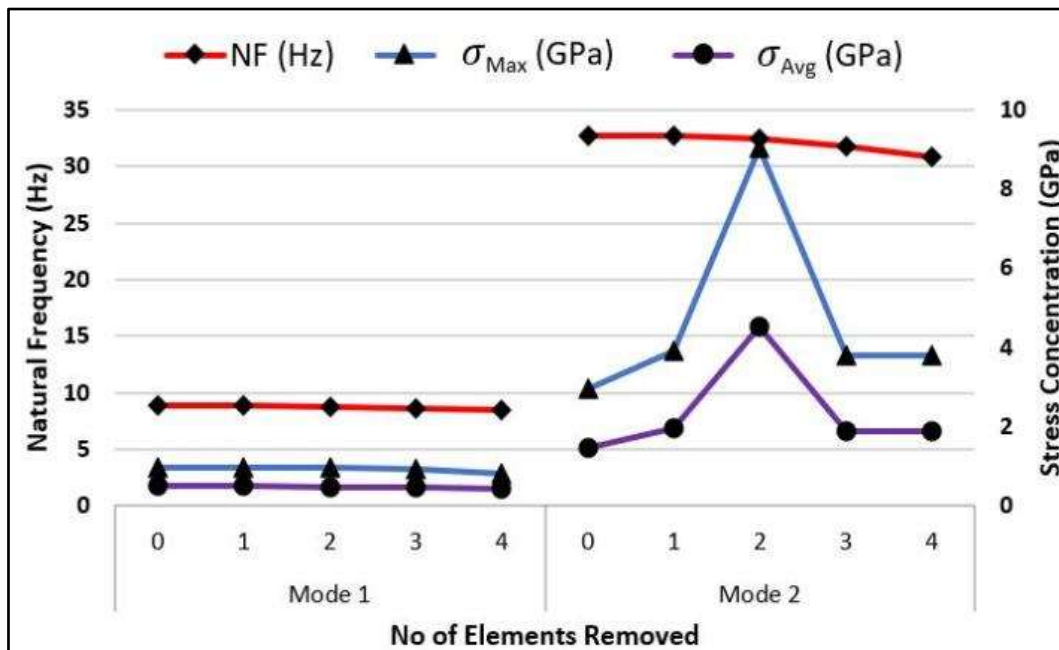 NF (Hz) σMax (GPa) σAvg (GPa)
Natural Frequency (Hz)
35
30
25
20
15
10
5
0
10
8
6
4
2
0
Stress Concentration (GPa)
0 1 2 3 4 0 1 2 3 4
Mode 1 Mode 2
No of Elements Removed